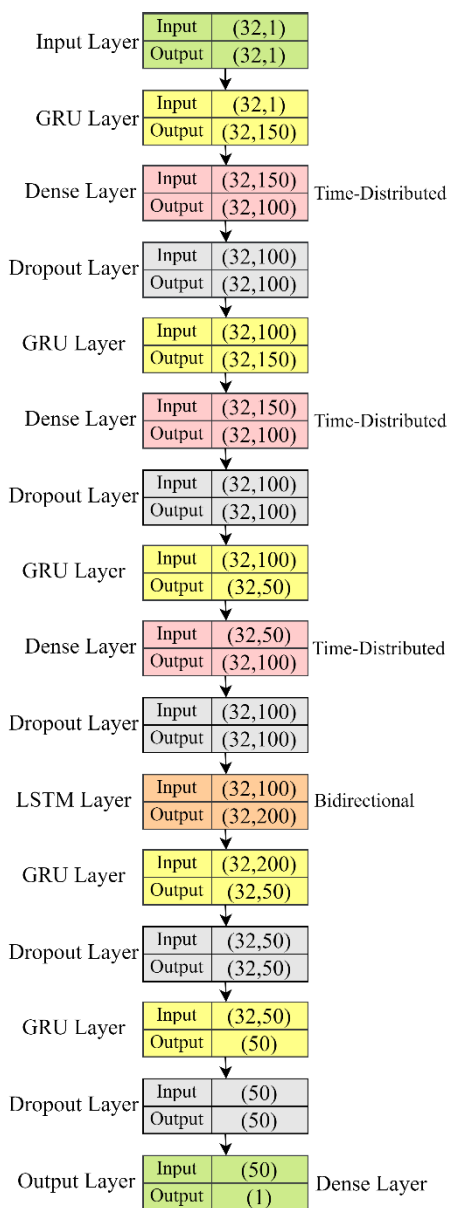 Input Layer Input (32,1)
Output (32,1)
GRU Layer Input (32,1)
Output (32,150)
Dense Layer Input (32,150) Time-Distributed
Output (32,100)
Dropout Layer Input (32,100)
Output (32,100)
GRU Layer Input (32,100)
Output (32,150)
Dense Layer Input (32,150) Time-Distributed
Output (32,100)
Dropout Layer Input (32,100)
Output (32,100)
GRU Layer Input (32,100)
Output (32,50)
Dense Layer Input (32,50) Time-Distributed
Output (32,100)
Dropout Layer Input (32,100)
Output (32,100)
LSTM Layer Input (32,100) Bidirectional
Output (32,200)
GRU Layer Input (32,200)
Output (32,50)
Dropout Layer Input (32,50)
Output (32,50)
GRU Layer Input (32,50)
Output (50)
Dropout Layer Input (50)
Output (50)
Output Layer Input (50) Dense Layer
Output (1)